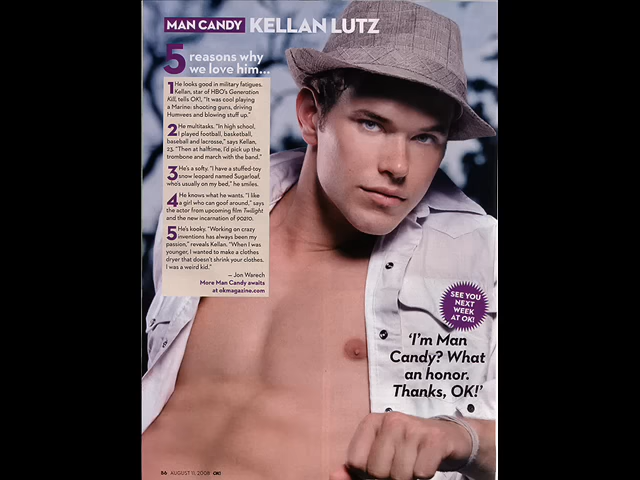 MAN CANDY KELLAN LUTZ
5 reasons why
we love him...
1 He looks good in military fatigues.
Kellan, star of HBO's Generation
Kill, tells OK!, "It was cool playing
a Marine: shooting guns, driving
Humvees and blowing stuff up."
2 He multitasks. "In high school,
I played football, basketball,
baseball and lacrosse," says Kellan,
23. "Then at halftime, I'd pick up the
trombone and march with the band."
3 He's a softy. "I have a stuffed-toy
snow leopard named Sugarloaf,
who's usually on my bed," he smiles.
4 He knows what he wants. "I like
a girl who can goof around," says
the actor from upcoming film Twilight
and the new incarnation of 90210.
5 He's kooky. "Working on crazy
inventions has always been my
passion," reveals Kellan. "When I was
younger, I wanted to make a clothes
dryer that doesn't shrink your clothes.
I was a weird kid."
— Jon Warech
More Man Candy awaits
at okmagazine.com
SEE YOU
NEXT
WEEK
AT OK!
'I'm Man
Candy? What
an honor.
Thanks, OK!'
86 AUGUST 11, 2008 OK!